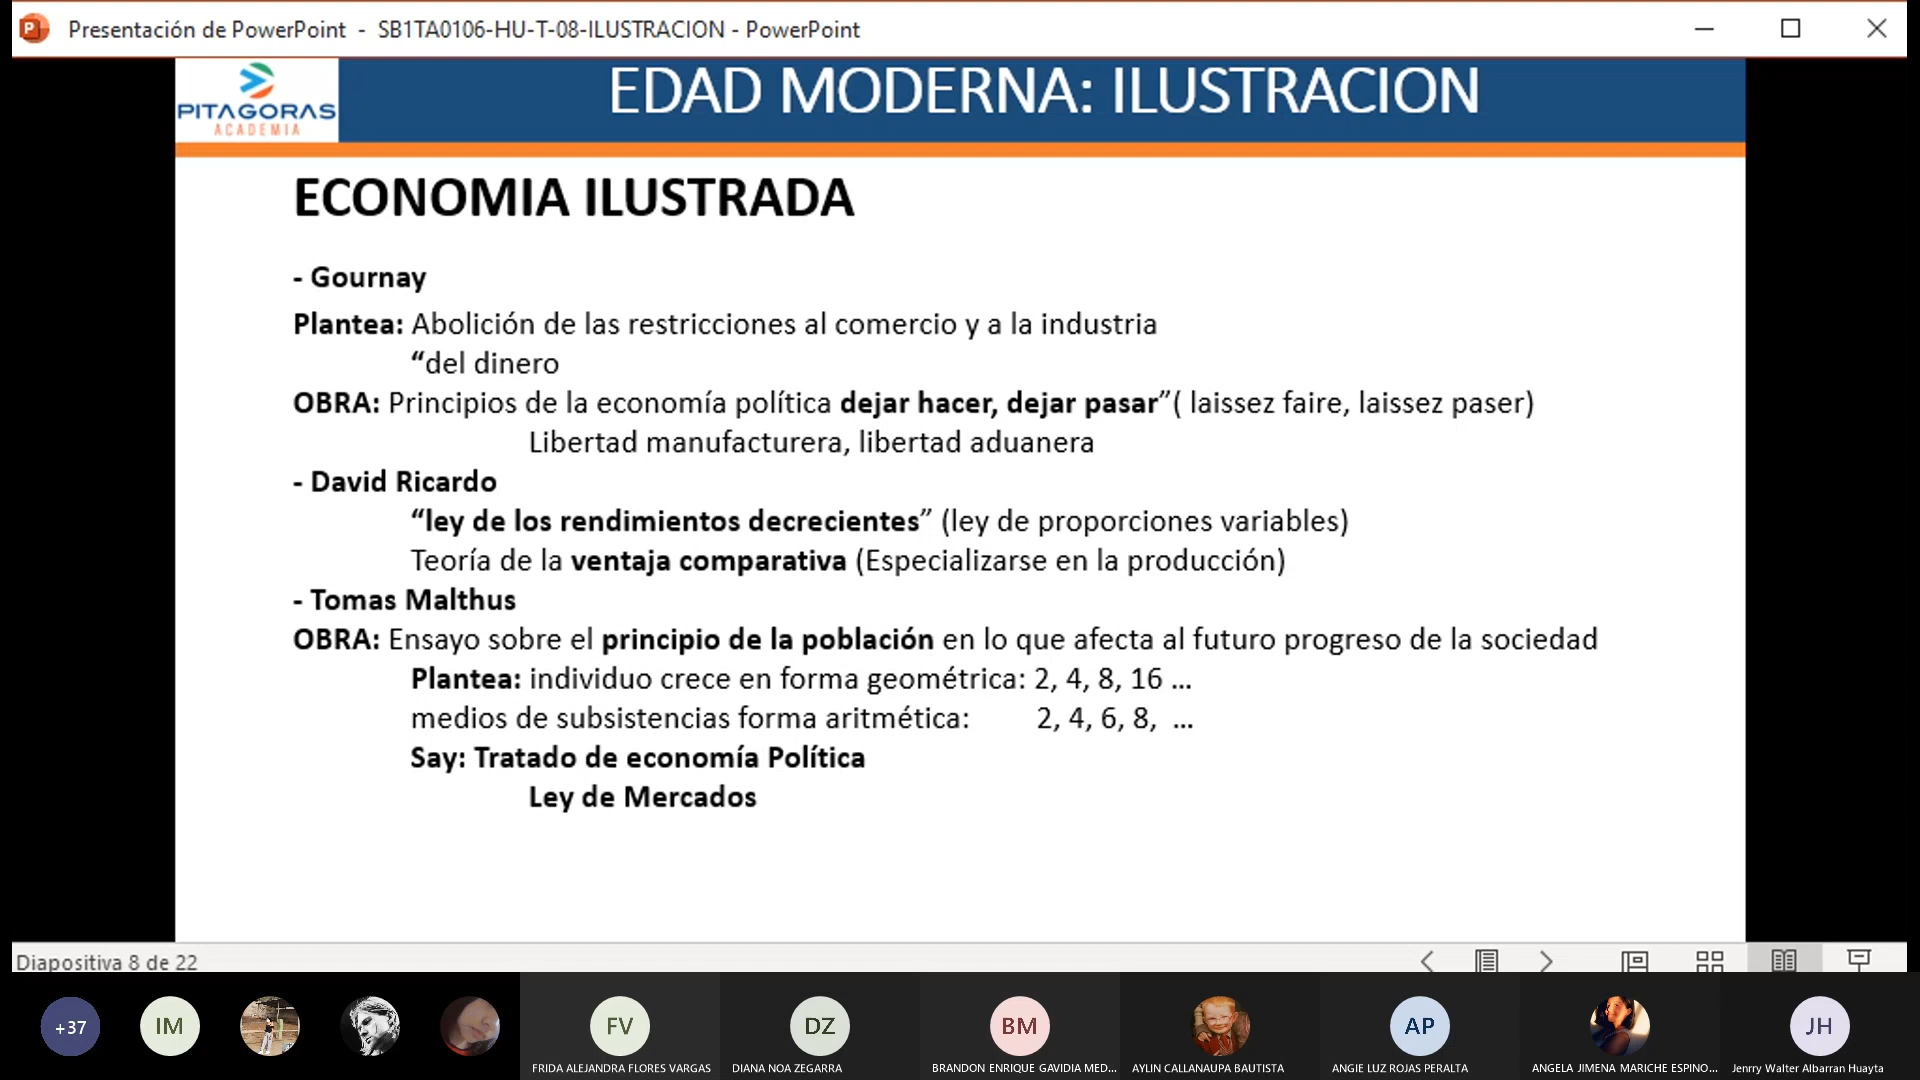 Presentación de PowerPoint - SB1TA0106-HU-T-08-ILUSTRACION - PowerPoint
PITAGORAS
ACADEMIA
EDAD MODERNA: ILUSTRACION
ECONOMIA ILUSTRADA
- Gournay
Plantea: Abolición de las restricciones al comercio y a la industria
“del dinero
OBRA: Principios de la economía política dejar hacer, dejar pasar”( laissez faire, laissez paser)
Libertad manufacturera, libertad aduanera
- David Ricardo
“ley de los rendimientos decrecientes” (ley de proporciones variables)
Teoría de la ventaja comparativa (Especializarse en la producción)
- Tomas Malthus
OBRA: Ensayo sobre el principio de la población en lo que afecta al futuro progreso de la sociedad
Plantea: individuo crece en forma geométrica: 2, 4, 8, 16 ...
medios de subsistencias forma aritmética: 2, 4, 6, 8, ...
Say: Tratado de economía Política
Ley de Mercados
Diapositiva 8 de 22
+37
IM
FV
DZ
BM
AP
JH
FRIDA ALEJANDRA FLORES VARGAS
DIANA NOA ZEGARRA
BRANDON ENRIQUE GAVIDIA MED...
AYLIN CALLANAUPA BAUTISTA
ANGIE LUZ ROJAS PERALTA
ANGELA JIMENA MARICHE ESPINO...
Jenrry Walter Albarran Huayta